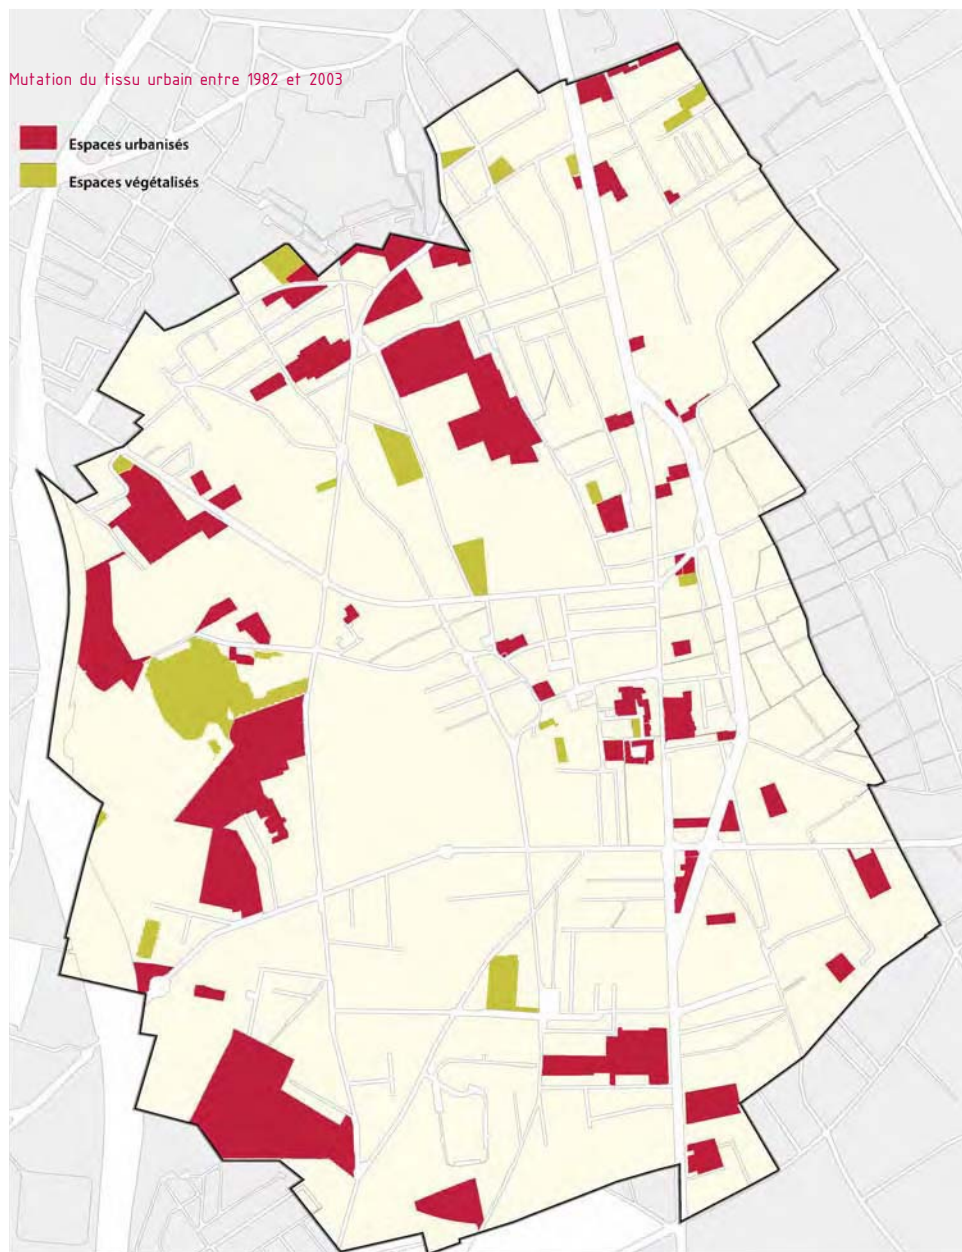 Mutation du tissu urbain entre 1982 et 2003
Espaces urbanisés
Espaces végétalisés